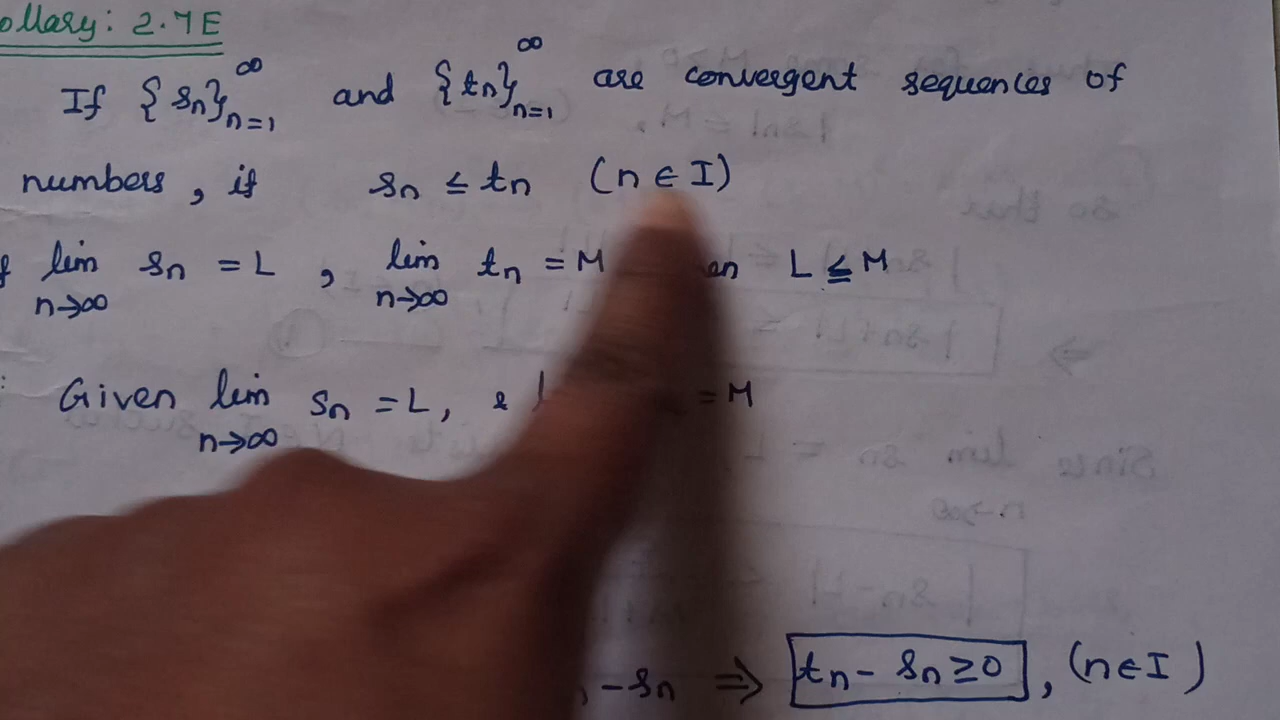 ollary: 2.7E
If {sn}∞n=1 and {tn}∞n=1 are convergent sequences of
numbers, if sn ≤ tn (n ∈ I)
lim n→∞ sn = L, lim n→∞ tn = M en L ≤ M
Given lim n→∞ sn = L, & = M
-sn ⇒ tn - sn ≥ 0, (n∈I)